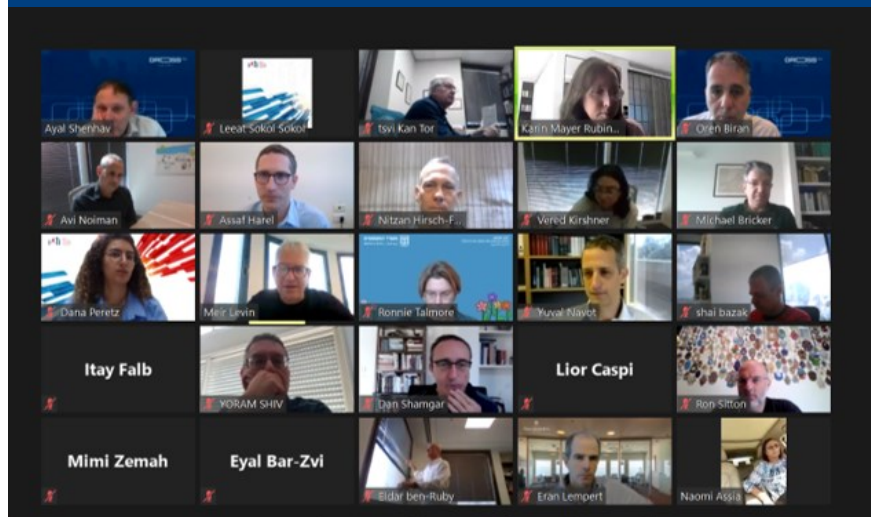 Ayal Shenhav
Leeat Sokol Sokol
tsvi Kan Tor
Karin Mayer Rubin...
Oren Biran
Avi Noiman
Assaf Harel
Nitzan Hirsch-F...
Vered Kirshner
Michael Bricker
Dana Peretz
Meir Levin
Ronnie Talmore
Yuval Navot
shai bazak
Itay Falb
YORAM SHIV
Dan Shamgar
Lior Caspi
Ron Sitton
Mimi Zemah
Eyal Bar-Zvi
Eldar ben-Ruby
Eran Lempert
Naomi Assia